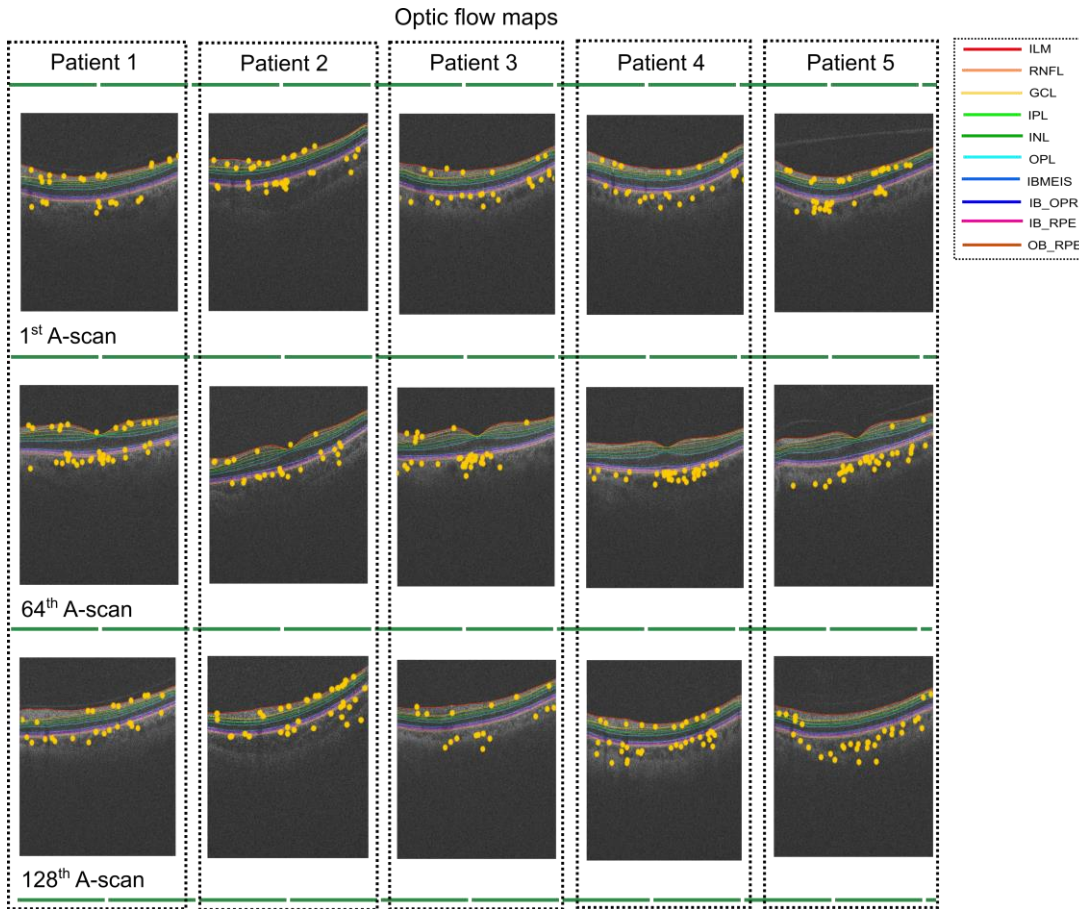 Optic flow maps
Patient 1
Patient 2
Patient 3
Patient 4
Patient 5
ILM
RNFL
GCL
IPL
INL
OPL
IBMEIS
IB_OPR
IB_RPE
OB_RPE
1st A-scan
64th A-scan
128th A-scan